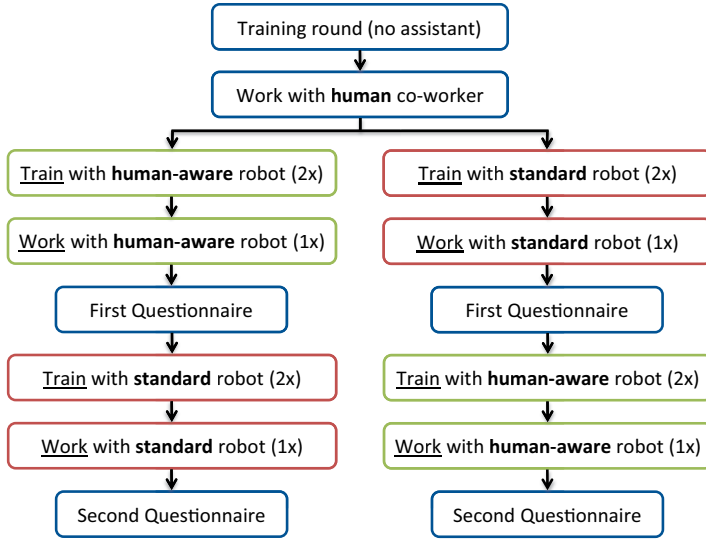 Training round (no assistant)
Work with human co-worker
Train with human-aware robot (2x)
Work with human-aware robot (1x)
First Questionnaire
Train with standard robot (2x)
Work with standard robot (1x)
Second Questionnaire
Train with standard robot (2x)
Work with standard robot (1x)
First Questionnaire
Train with human-aware robot (2x)
Work with human-aware robot (1x)
Second Questionnaire